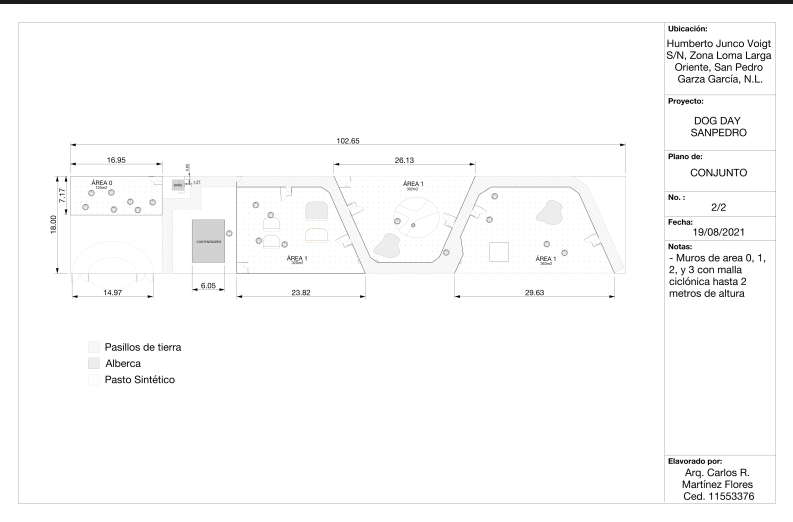 102.65
16.95
26.13
ÁREA 0
120m2
7.17
18.00
BAÑO
CONTENEDORES
ÁREA 1
ÁREA 1
ÁREA 1
14.97
6.05
23.82
29.63
Pasillos de tierra
Alberca
Pasto Sintético
Ubicación:
Humberto Junco Voigt
S/N, Zona Loma Larga
Oriente, San Pedro
Garza García, N.L.
Proyecto:
DOG DAY
SANPEDRO
Plano de:
CONJUNTO
No. :
2/2
Fecha:
19/08/2021
Notas:
- Muros de area 0, 1,
2, y 3 con malla
ciclónica hasta 2
metros de altura
Elavorado por:
Arq. Carlos R.
Martínez Flores
Ced. 11553376